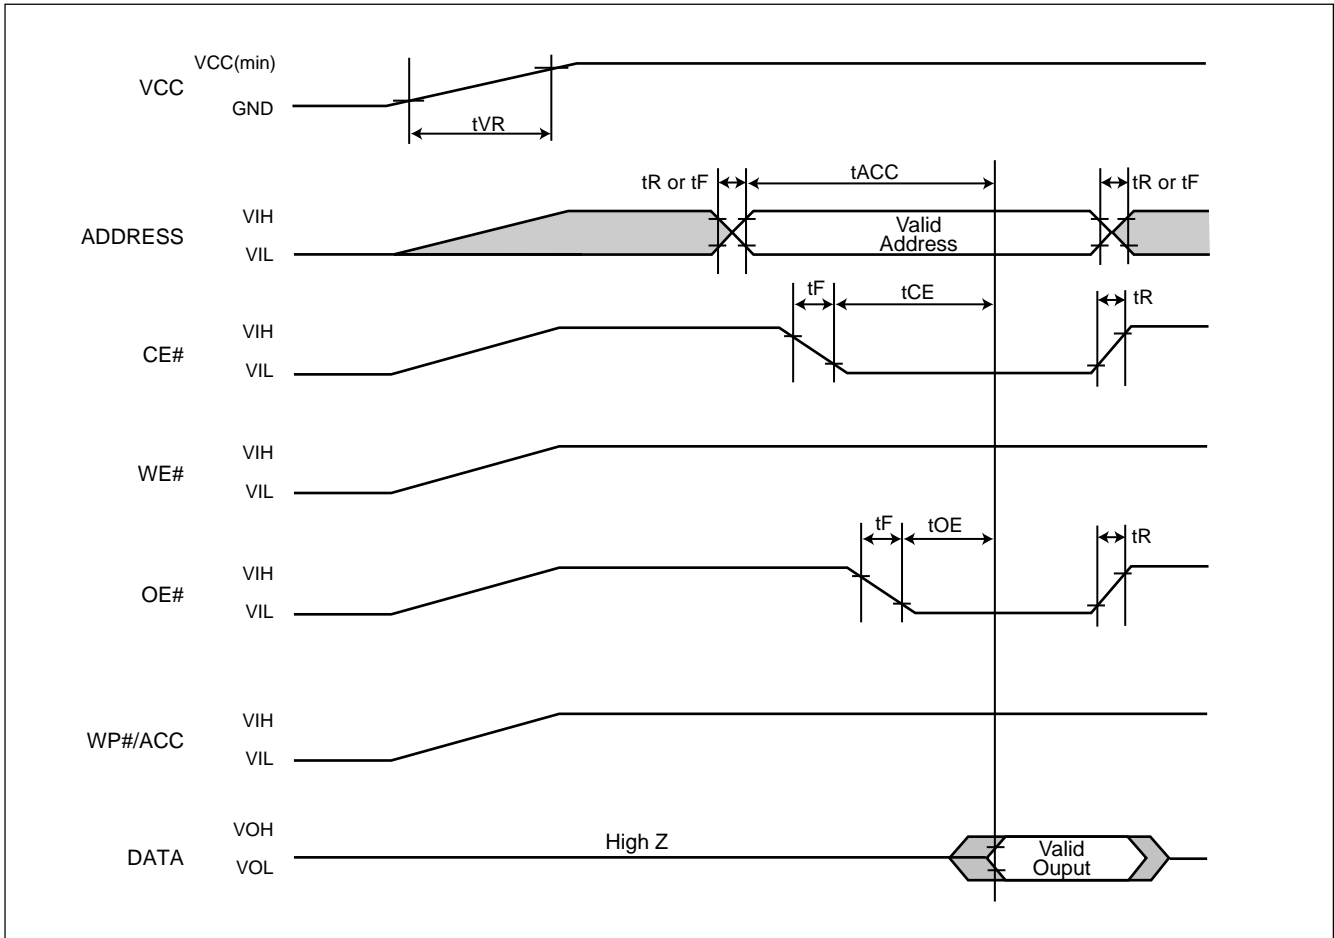 VCC(min)
VCC
GND
tVR
tR or tF
tACC
tR or tF
VIH
ADDRESS
VIL
Valid
Address
tF
tCE
tR
VIH
CE#
VIL
VIH
WE#
VIL
tF
tOE
tR
VIH
OE#
VIL
VIH
WP#/ACC
VIL
VOH
DATA
VOL
High Z
Valid
Ouput